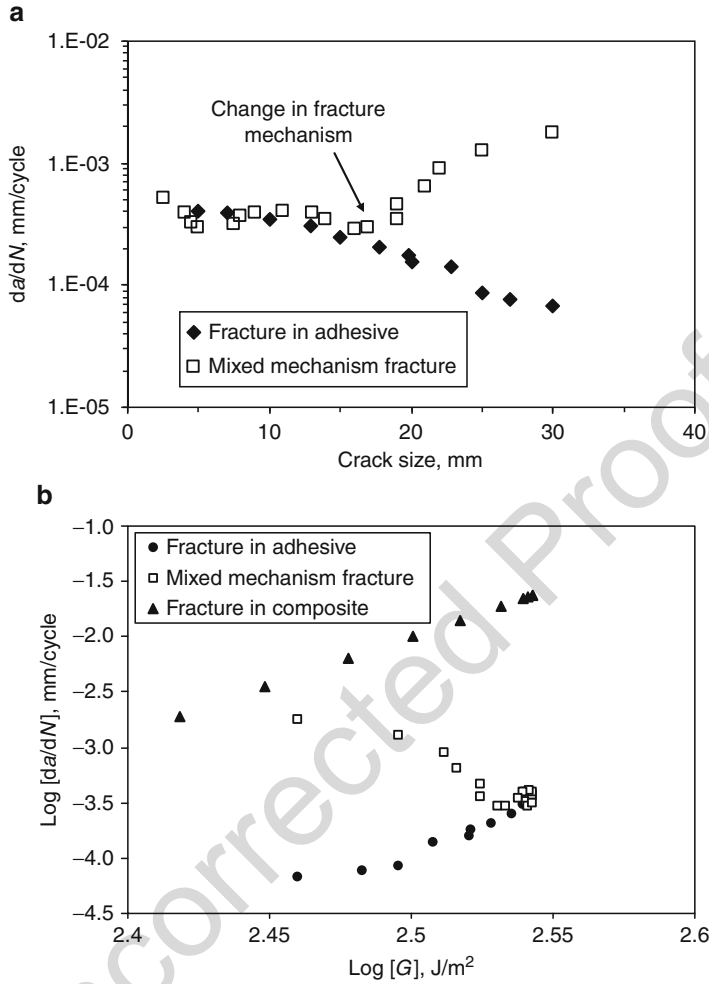 a
1.E-02
1.E-03
1.E-04
1.E-05
da/dN, mm/cycle
Change in fracture
mechanism
Fracture in adhesive
Mixed mechanism fracture
0 10 20 30 40
Crack size, mm
b
−1.0
−1.5
−2.0
−2.5
−3.0
−3.5
−4.0
−4.5
Log [da/dN], mm/cycle
Fracture in adhesive
Mixed mechanism fracture
Fracture in composite
2.4 2.45 2.5 2.55 2.6
Log [G], J/m²
corrected Proof